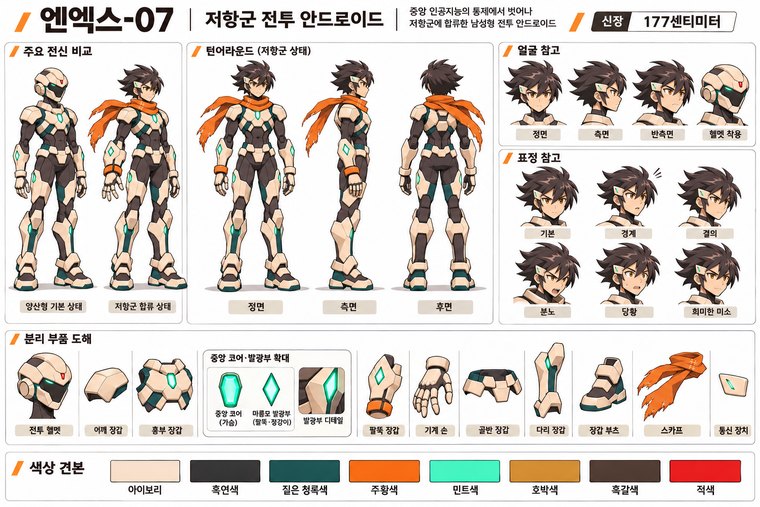 엔엑스-07
저항군 전투 안드로이드
중앙 인공지능의 통제에서 벗어나
저항군에 합류한 남성형 전투 안드로이드
신장 177센티미터
주요 전신 비교
양산형 기본 상태
저항군 합류 상태
턴어라운드 (저항군 상태)
정면
측면
후면
얼굴 참고
정면
측면
반측면
헬멧 착용
표정 참고
기본
경계
결의
분노
당황
희미한 미소
분리 부품 도해
전투 헬멧
어깨 장갑
흉부 장갑
중앙 코어·발광부 확대
중앙 코어
(가슴)
마름모 발광부
(팔뚝·정강이)
발광부 디테일
팔뚝 장갑
기계 손
골반 장갑
다리 장갑
장갑 부츠
스카프
통신 장치
색상 견본
아이보리
흑연색
짙은 청록색
주황색
민트색
호박색
흑갈색
적색